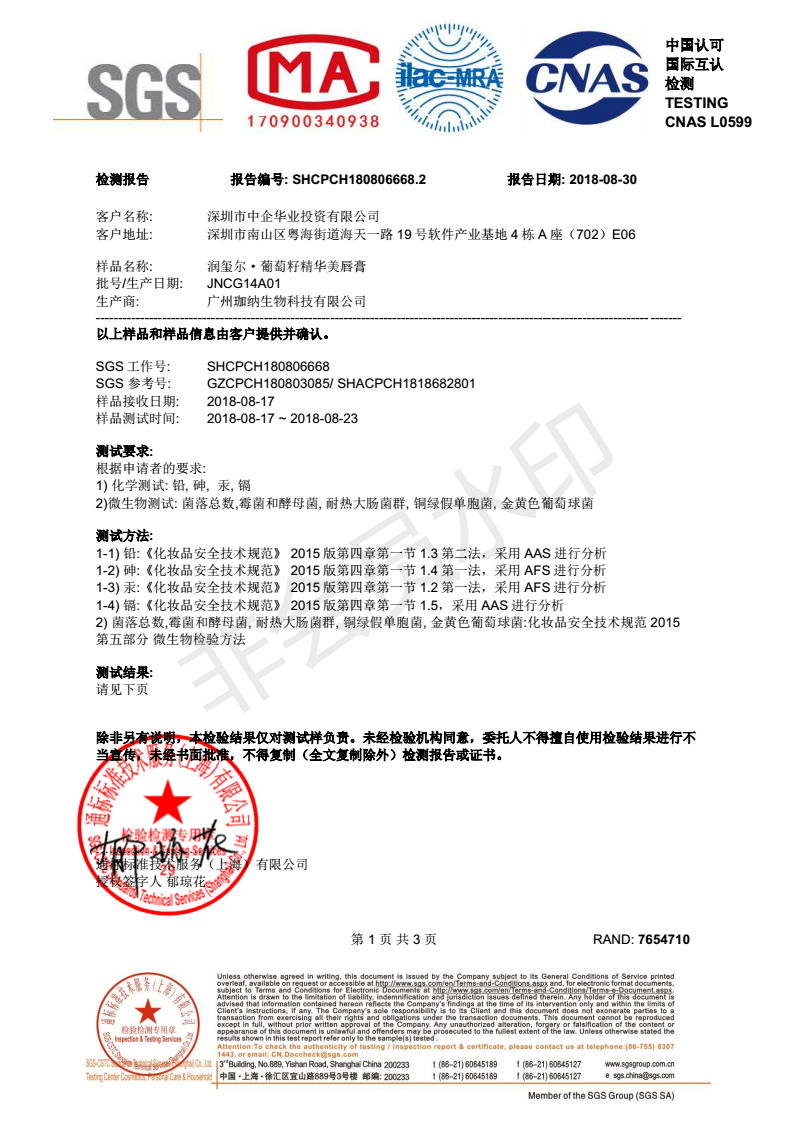 SGS
MA
170900340938
ilac-MRA
CNAS
中国认可
国际互认
检测
TESTING
CNAS L0599
检测报告 报告编号: SHCPCH180806668.2 报告日期: 2018-08-30
客户名称: 深圳市中企华业投资有限公司
客户地址: 深圳市南山区粤海街道海天一路 19 号软件产业基地 4 栋 A 座（702）E06
样品名称: 润玺尔·葡萄籽精华美唇膏
批号/生产日期: JNCG14A01
生产商: 广州珈纳生物科技有限公司
以上样品和样品信息由客户提供并确认。
SGS 工作号: SHCPCH180806668
SGS 参考号: GZCPCH180803085/ SHACPCH1818682801
样品接收日期: 2018-08-17
样品测试时间: 2018-08-17 ~ 2018-08-23
测试要求:
根据申请者的要求:
1) 化学测试: 铅, 砷, 汞, 镉
2)微生物测试: 菌落总数,霉菌和酵母菌, 耐热大肠菌群, 铜绿假单胞菌, 金黄色葡萄球菌
测试方法:
1-1) 铅:《化妆品安全技术规范》 2015 版第四章第一节 1.3 第二法，采用 AAS 进行分析
1-2) 砷:《化妆品安全技术规范》 2015 版第四章第一节 1.4 第一法，采用 AFS 进行分析
1-3) 汞:《化妆品安全技术规范》 2015 版第四章第一节 1.2 第一法，采用 AFS 进行分析
1-4) 镉:《化妆品安全技术规范》 2015 版第四章第一节 1.5，采用 AAS 进行分析
2) 菌落总数,霉菌和酵母菌, 耐热大肠菌群, 铜绿假单胞菌, 金黄色葡萄球菌:化妆品安全技术规范 2015
第五部分 微生物检验方法
测试结果:
请见下页
非会员水印
除非另有说明，本检验结果仅对测试样负责。未经检验机构同意，委托人不得擅自使用检验结果进行不
当宣传，未经书面批准，不得复制（全文复制除外）检测报告或证书。
通标标准技术服务(上海)有限公司
检验检测专用章
Inspection & Testing Services
29
SGS-CSTC Standards Technical Services (Shanghai) Co., Ltd.
通标标准技术服务（上海）有限公司
授权签字人 郁琼花
第 1 页 共 3 页 RAND: 7654710
Unless otherwise agreed in writing, this document is issued by the Company subject to its General Conditions of Service printed
overleaf, available on request or accessible at http://www.sgs.com/en/Terms-and-Conditions.aspx and, for electronic format documents,
subject to Terms and Conditions for Electronic Documents at http://www.sgs.com/en/Terms-and-Conditions/Terms-e-Document.aspx.
Attention is drawn to the limitation of liability, indemnification and jurisdiction issues defined therein. Any holder of this document is
advised that information contained hereon reflects the Company's findings at the time of its intervention only and within the limits of
Client's instructions, if any. The Company's sole responsibility is to its Client and this document does not exonerate parties to a
transaction from exercising all their rights and obligations under the transaction documents. This document cannot be reproduced
except in full, without prior written approval of the Company. Any unauthorized alteration, forgery or falsification of the content or
appearance of this document is unlawful and offenders may be prosecuted to the fullest extent of the law. Unless otherwise stated the
results shown in this test report refer only to the sample(s) tested .
Attention:To check the authenticity of testing / inspection report & certificate, please contact us at telephone:(86-755) 8307
1443, or email: CN.Doccheck@sgs.com
通标标准技术服务(上海)有限公司
检验检测专用章
Inspection & Testing Services
SGS-CSTC Standards Technical Services (Shanghai) Co., Ltd.
Testing Center Cosmetics, Personal Care & Household
3rd Building, No.889, Yishan Road, Shanghai China 200233 t (86–21) 60645189 f (86–21) 60645127 www.sgsgroup.com.cn
中国·上海·徐汇区宜山路889号3号楼 邮编: 200233 t (86–21) 60645189 f (86–21) 60645127 e sgs.china@sgs.com
Member of the SGS Group (SGS SA)